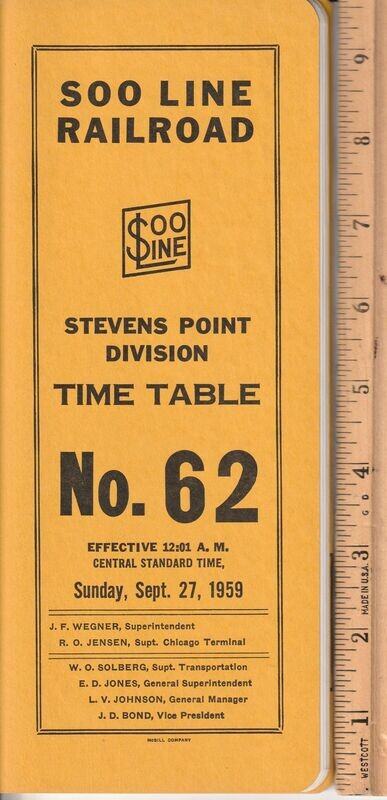 SOO LINE
RAILROAD
SOO
LINE
STEVENS POINT
DIVISION
TIME TABLE
No. 62
EFFECTIVE 12:01 A. M.
CENTRAL STANDARD TIME,
Sunday, Sept. 27, 1959
J. F. WEGNER, Superintendent
R. O. JENSEN, Supt. Chicago Terminal
W. O. SOLBERG, Supt. Transportation
E. D. JONES, General Superintendent
L. V. JOHNSON, General Manager
J. D. BOND, Vice President
McGILL COMPANY
9
8
7
6
5
4
3
2
1
G D
MADE IN U.S.A.
WESTCOTT